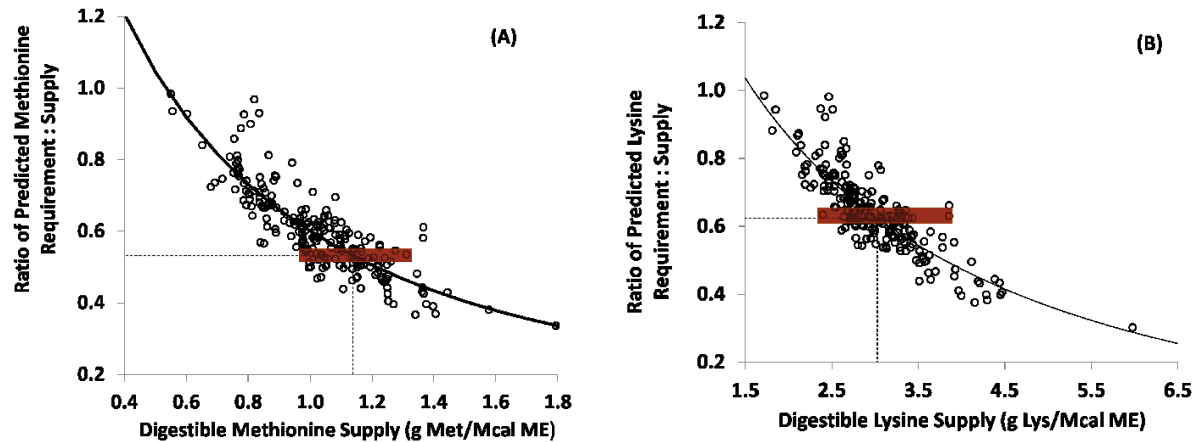 Ratio of Predicted Methionine
Requirement : Supply
1.2
1.0
0.8
0.6
0.4
0.2
(A)
0.4 0.6 0.8 1.0 1.2 1.4 1.6 1.8
Digestible Methionine Supply (g Met/Mcal ME)
Ratio of Predicted Lysine
Requirement : Supply
1.2
1.0
0.8
0.6
0.4
0.2
(B)
1.5 2.5 3.5 4.5 5.5 6.5
Digestible Lysine Supply (g Lys/Mcal ME)